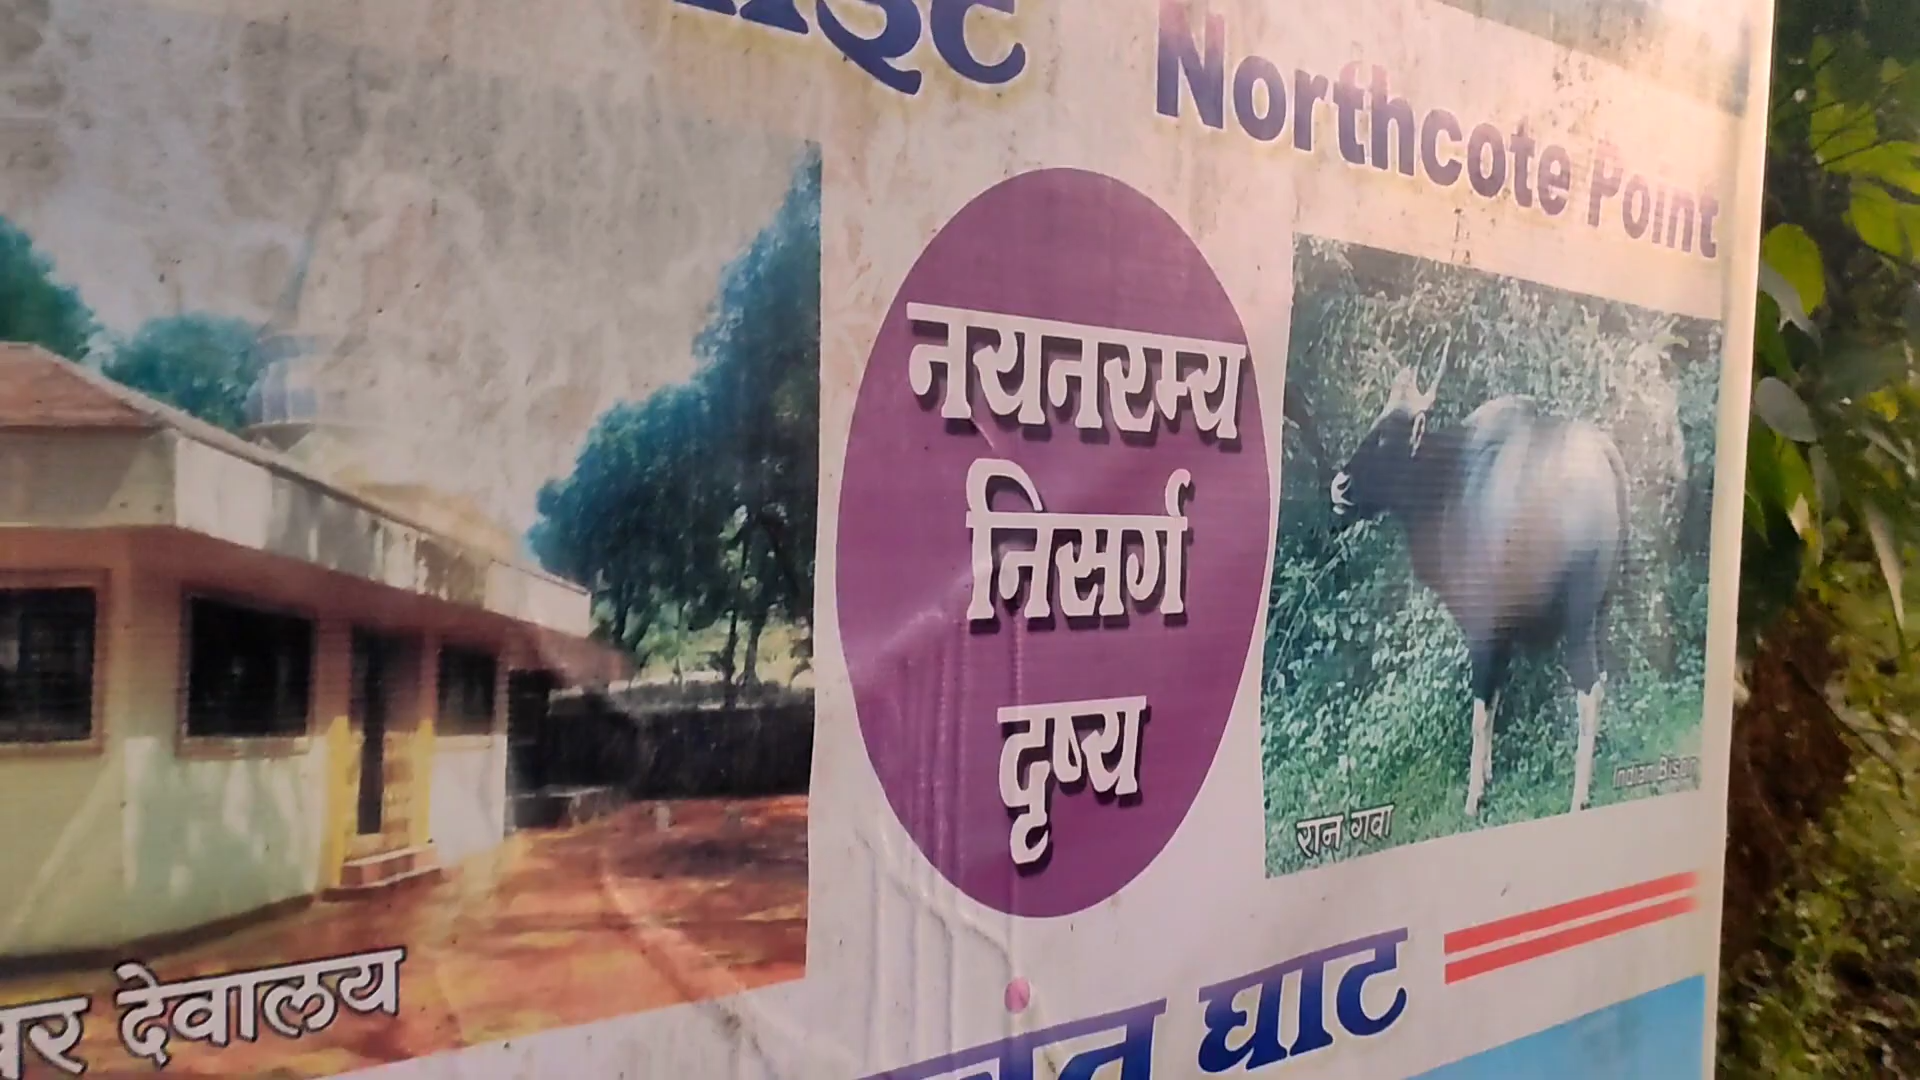 Northcote Point
नयनरम्य
निसर्ग
दृष्य
रान गवा
Indian Bison
देवालय
घाट